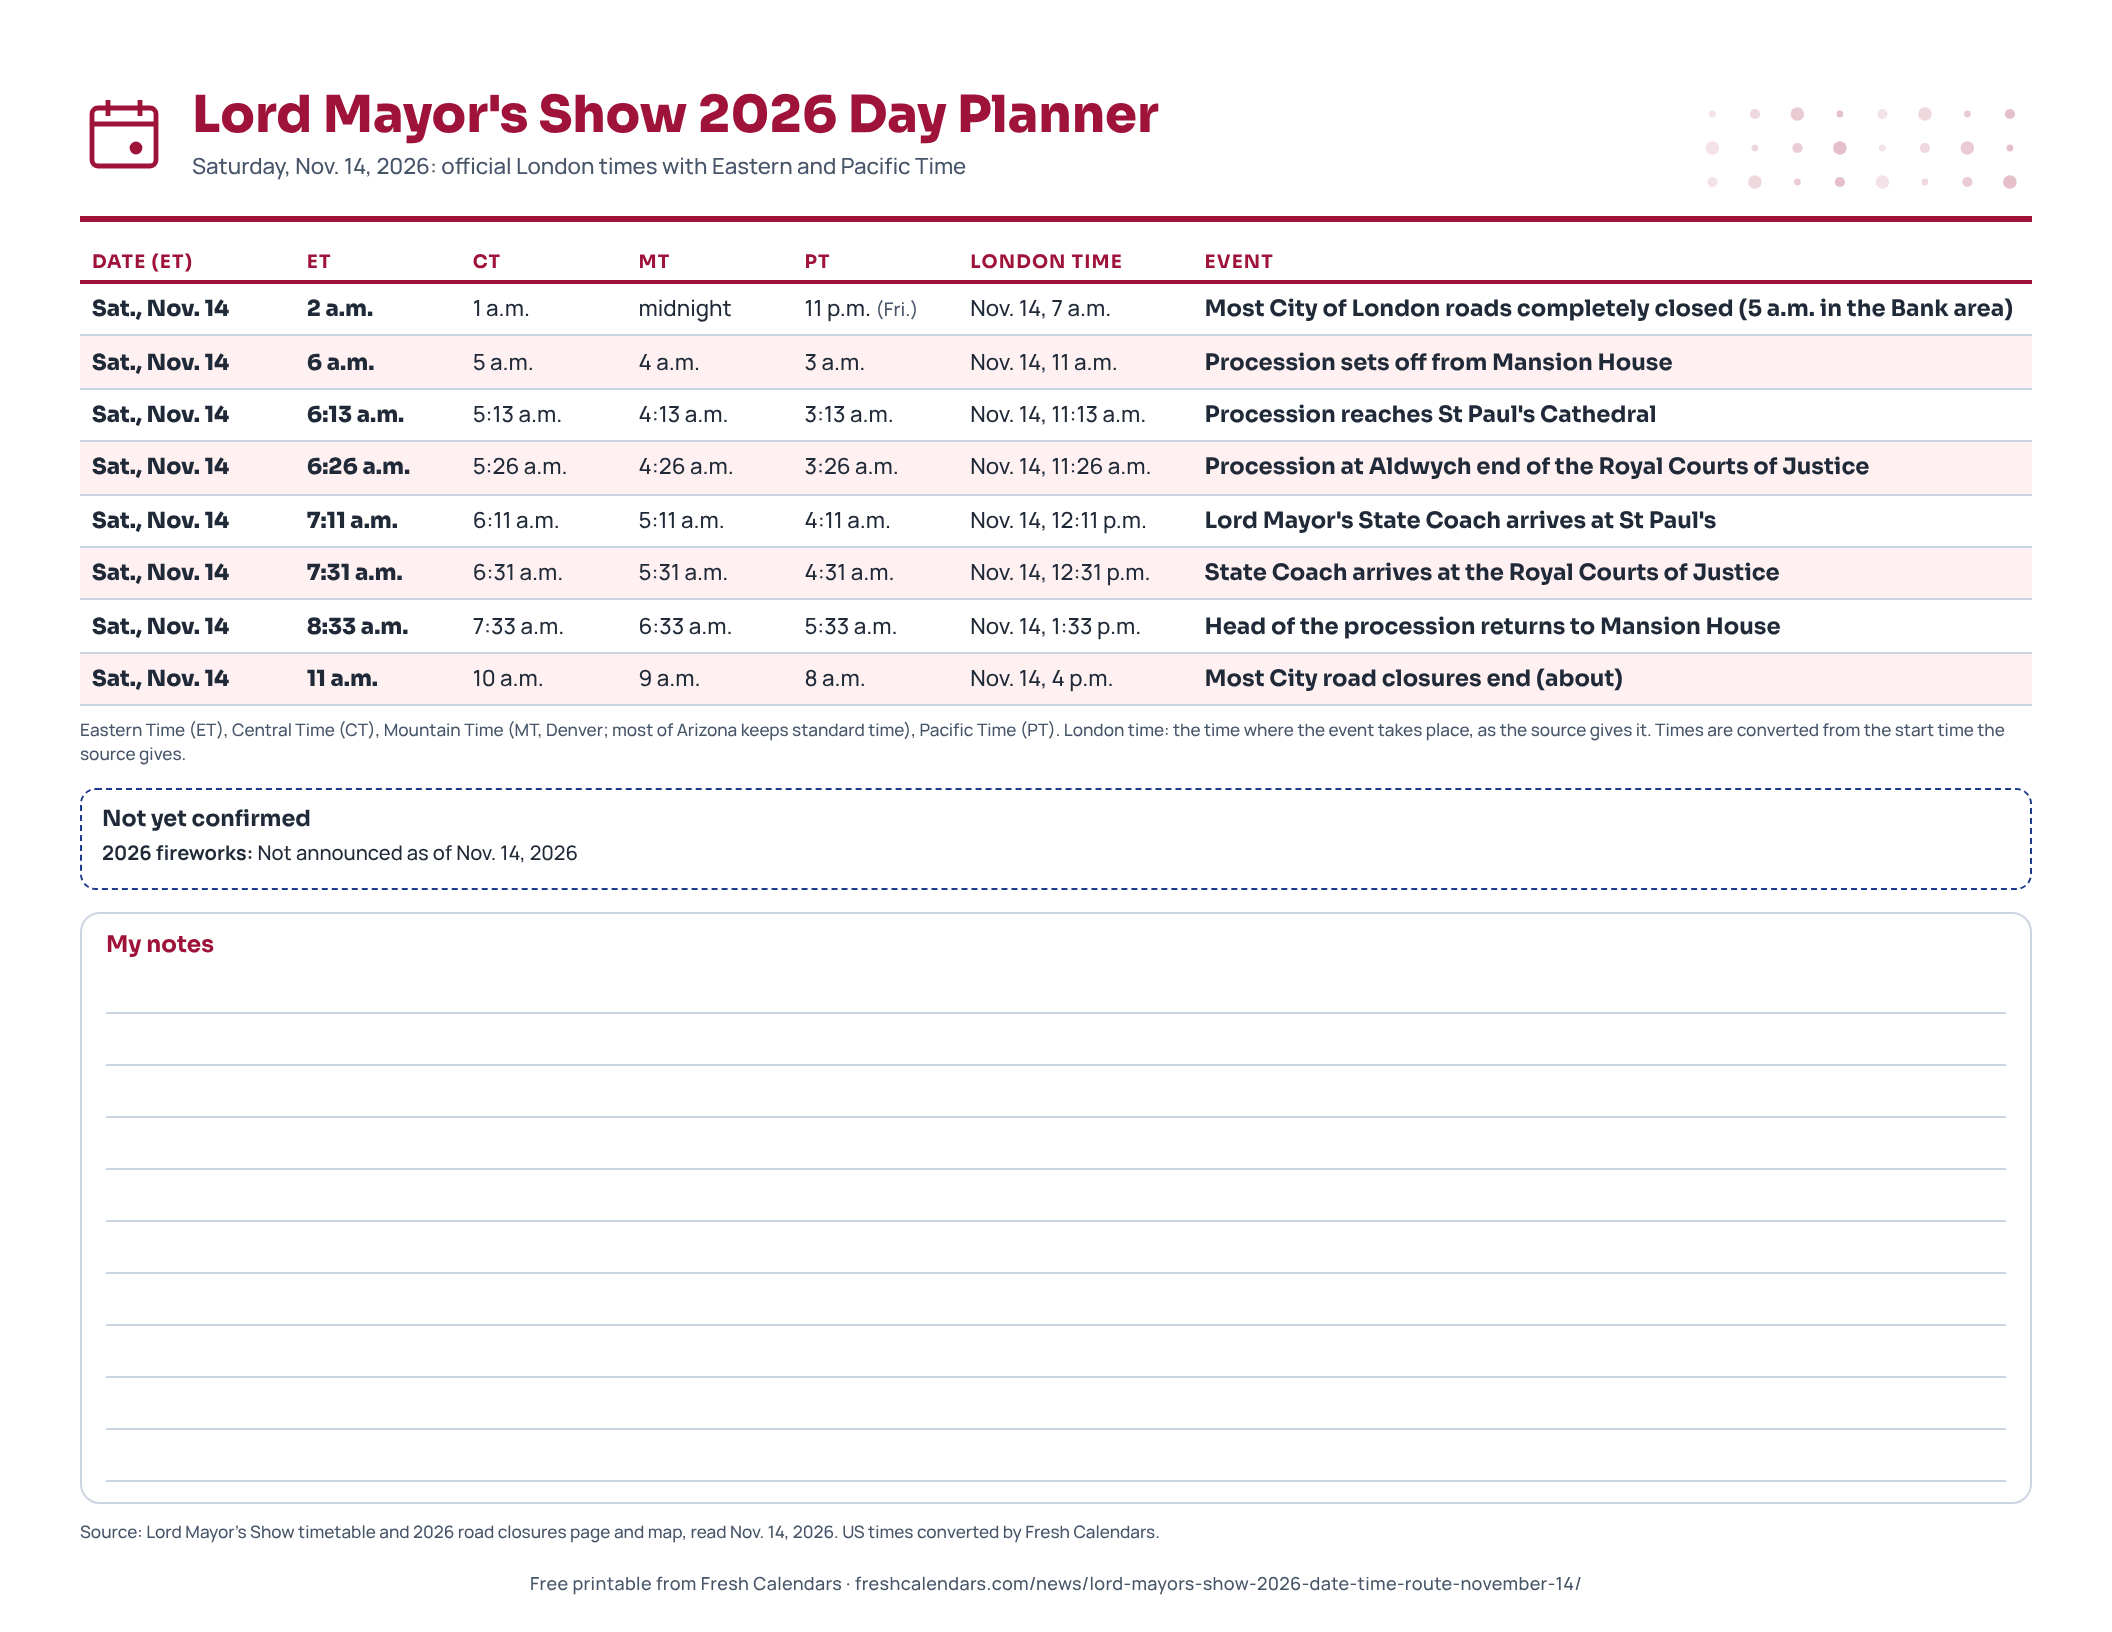 Lord Mayor's Show 2026 Day Planner
Saturday, Nov. 14, 2026: official London times with Eastern and Pacific Time
DATE (ET) ET CT MT PT LONDON TIME EVENT
Sat., Nov. 14 2 a.m. 1 a.m. midnight 11 p.m. (Fri.) Nov. 14, 7 a.m. Most City of London roads completely closed (5 a.m. in the Bank area)
Sat., Nov. 14 6 a.m. 5 a.m. 4 a.m. 3 a.m. Nov. 14, 11 a.m. Procession sets off from Mansion House
Sat., Nov. 14 6:13 a.m. 5:13 a.m. 4:13 a.m. 3:13 a.m. Nov. 14, 11:13 a.m. Procession reaches St Paul's Cathedral
Sat., Nov. 14 6:26 a.m. 5:26 a.m. 4:26 a.m. 3:26 a.m. Nov. 14, 11:26 a.m. Procession at Aldwych end of the Royal Courts of Justice
Sat., Nov. 14 7:11 a.m. 6:11 a.m. 5:11 a.m. 4:11 a.m. Nov. 14, 12:11 p.m. Lord Mayor's State Coach arrives at St Paul's
Sat., Nov. 14 7:31 a.m. 6:31 a.m. 5:31 a.m. 4:31 a.m. Nov. 14, 12:31 p.m. State Coach arrives at the Royal Courts of Justice
Sat., Nov. 14 8:33 a.m. 7:33 a.m. 6:33 a.m. 5:33 a.m. Nov. 14, 1:33 p.m. Head of the procession returns to Mansion House
Sat., Nov. 14 11 a.m. 10 a.m. 9 a.m. 8 a.m. Nov. 14, 4 p.m. Most City road closures end (about)
Eastern Time (ET), Central Time (CT), Mountain Time (MT, Denver; most of Arizona keeps standard time), Pacific Time (PT). London time: the time where the event takes place, as the source gives it. Times are converted from the start time the
source gives.
Not yet confirmed
2026 fireworks: Not announced as of Nov. 14, 2026
My notes
Source: Lord Mayor's Show timetable and 2026 road closures page and map, read Nov. 14, 2026. US times converted by Fresh Calendars.
Free printable from Fresh Calendars · freshcalendars.com/news/lord-mayors-show-2026-date-time-route-november-14/